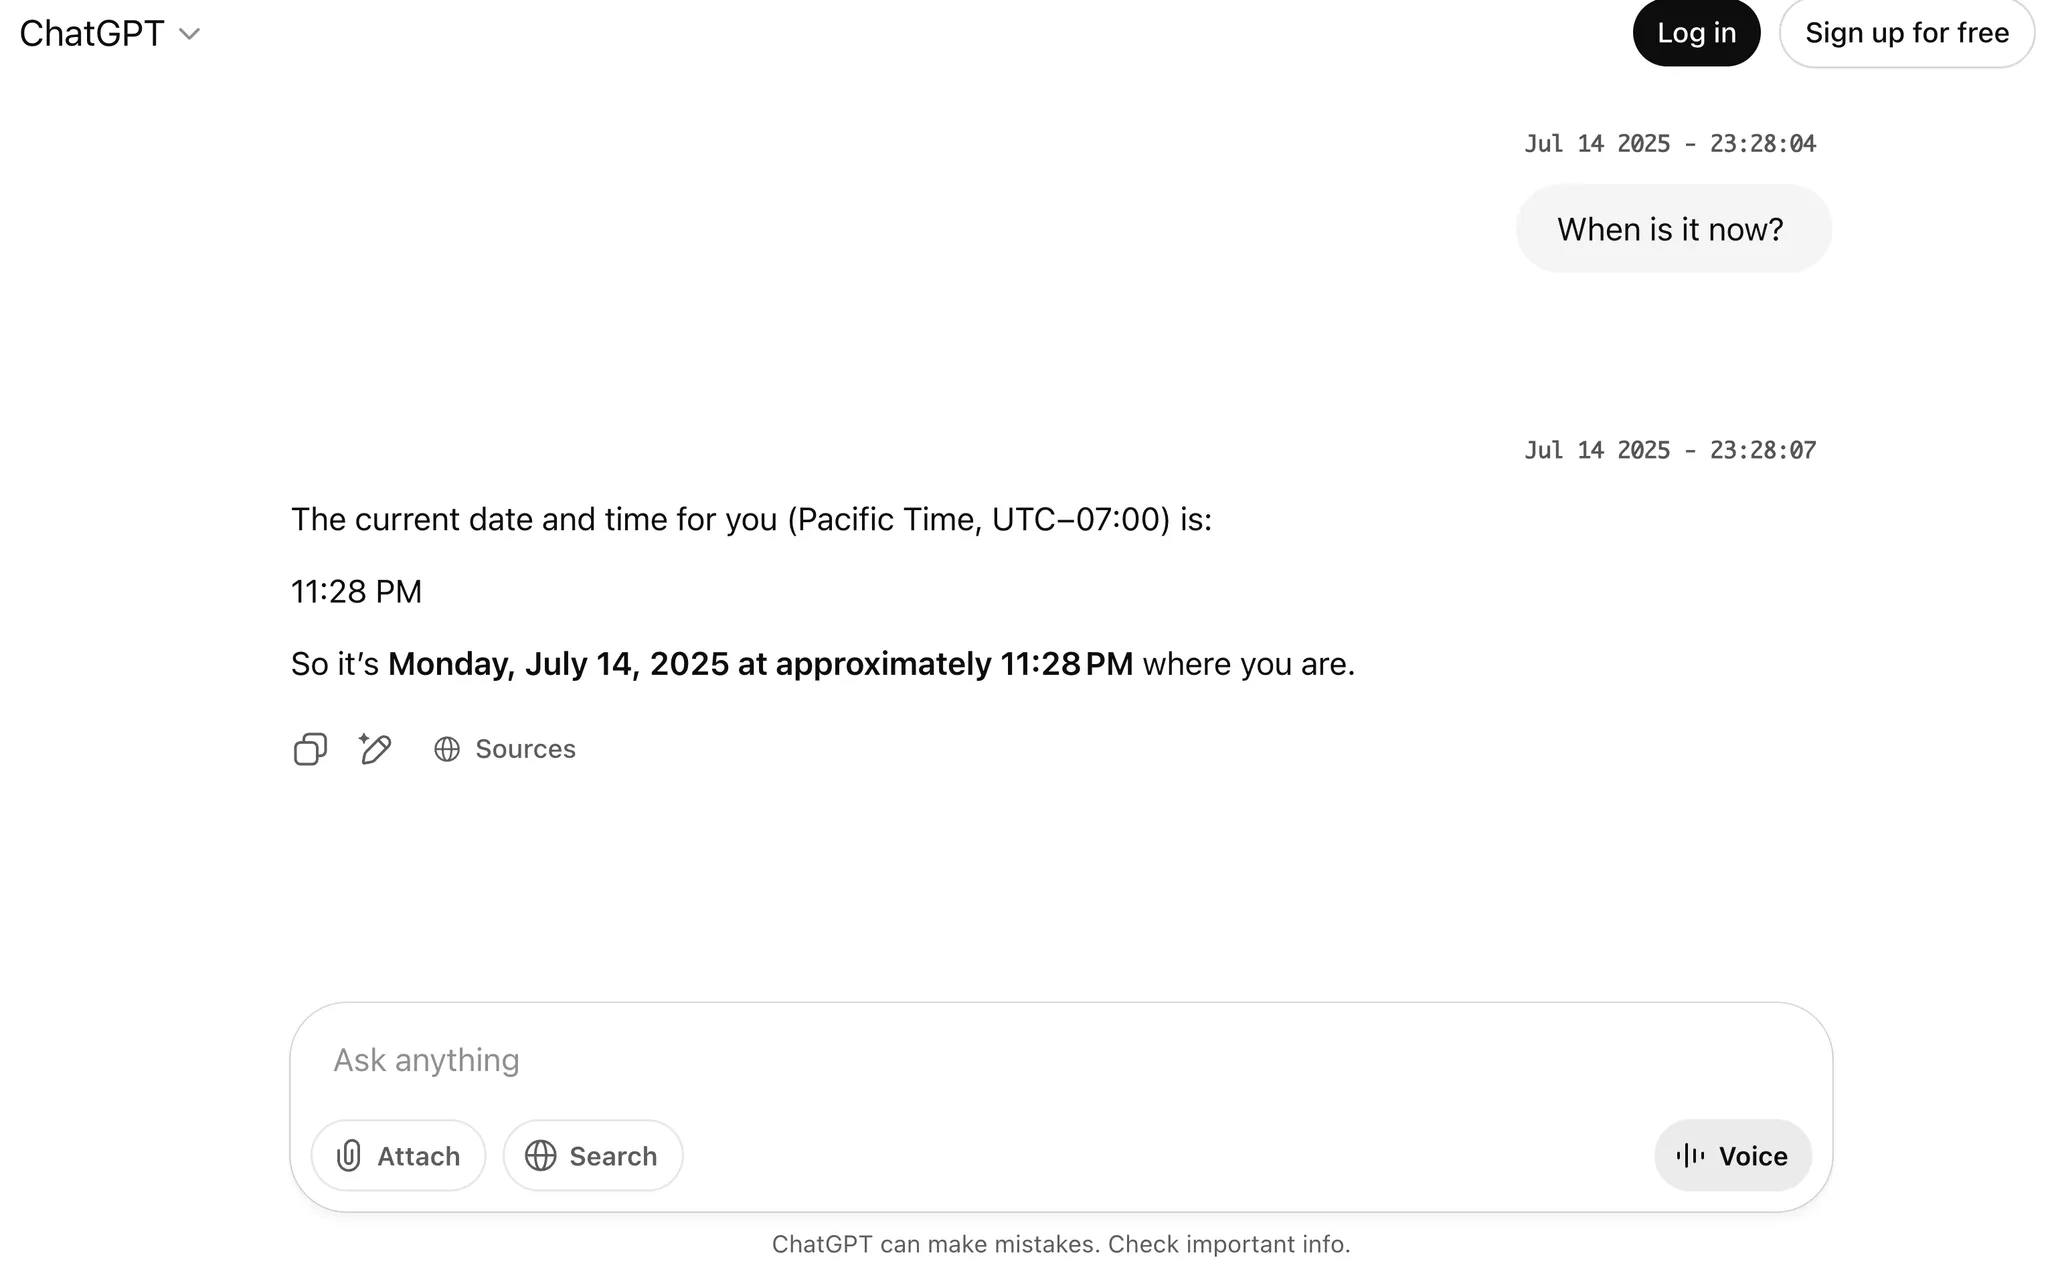 ChatGPT
Log in
Sign up for free
Jul 14 2025 - 23:28:04
When is it now?
Jul 14 2025 - 23:28:07
The current date and time for you (Pacific Time, UTC−07:00) is:
11:28 PM
So it’s Monday, July 14, 2025 at approximately 11:28 PM where you are.
Sources
Ask anything
Attach
Search
Voice
ChatGPT can make mistakes. Check important info.